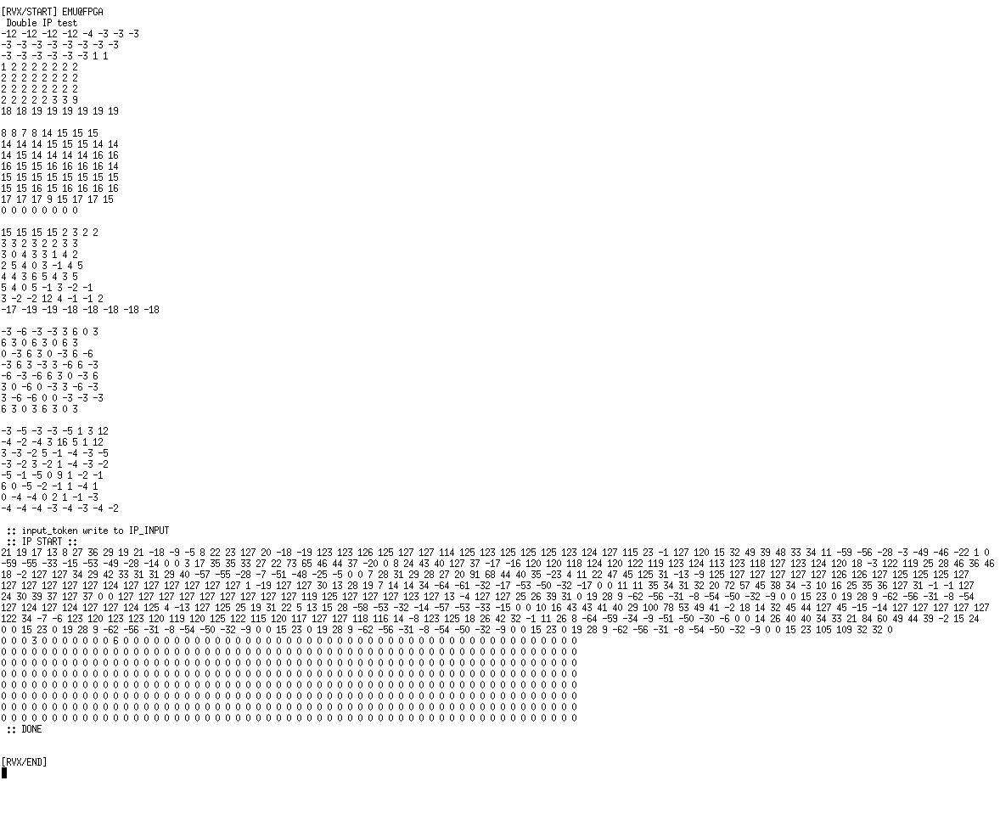 [RVX/START] EMU@FPGA
Double IP test
-12 -12 -12 -12 -4 -3 -3 -3
-3 -3 -3 -3 -3 -3 -3 -3
-3 -3 -3 -3 -3 -3 1 1
1 2 2 2 2 2 2 2
2 2 2 2 2 2 2 2
2 2 2 2 2 2 2 2
2 2 2 2 2 3 3 9
18 18 19 19 19 19 19 19
8 8 7 8 14 15 15 15
14 14 14 15 15 15 14 14
14 15 14 14 14 14 16 16
16 15 15 16 16 16 16 14
15 15 15 15 15 15 15 15
15 15 16 15 16 16 16 16
17 17 17 9 15 17 17 15
0 0 0 0 0 0 0 0
15 15 15 15 2 3 2 2
3 3 2 3 2 2 3 3
3 0 4 3 3 1 4 2
2 5 4 0 3 -1 4 5
4 4 3 6 5 4 3 5
5 4 0 5 -1 3 -2 -1
3 -2 -2 12 4 -1 -1 2
-17 -19 -19 -18 -18 -18 -18 -18
-3 -6 -3 -3 3 6 0 3
6 3 0 6 3 0 6 3
0 -3 6 3 0 -3 6 -6
-3 6 3 -3 3 -6 6 -3
-6 -3 -6 6 3 0 -3 6
3 0 -6 0 -3 3 -6 -3
3 -6 -6 0 0 -3 -3 -3
6 3 0 3 6 3 0 3
-3 -5 -3 -3 -5 1 3 12
-4 -2 -4 3 16 5 1 12
3 -3 -2 5 -1 -4 -3 -5
-3 -2 3 -2 1 -4 -3 -2
-5 -1 -5 0 9 1 -2 -1
6 0 -5 -2 -1 1 -4 1
0 -4 -4 0 2 1 -1 -3
-4 -4 -4 -3 -4 -3 -4 -2
:: input_token write to IP_INPUT
:: IP START ::
21 19 17 13 8 27 36 29 19 21 -18 -9 -5 8 22 23 127 20 -18 -19 123 123 126 125 127 127 114 125 123 125 125 125 123 124 127 115 23 -1 127 120 15 32 49 39 48 33 34 11 -59 -56 -28 -3 -49 -46 -22 1 0
-59 -55 -33 -15 -53 -49 -28 -14 0 0 3 17 35 35 33 27 22 73 65 46 44 37 -20 0 8 24 43 40 127 37 -17 -16 120 120 118 124 120 122 119 123 124 113 123 118 127 123 124 120 18 -3 122 119 25 28 46 36 46
18 -2 127 127 34 29 42 33 31 31 29 40 -57 -55 -28 -7 -51 -48 -25 -5 0 0 7 28 31 29 28 27 20 91 68 44 40 35 -23 4 11 22 47 45 125 31 -13 -9 125 127 127 127 127 127 127 126 126 127 125 125 125 127
127 127 127 127 127 124 127 127 127 127 127 127 1 -19 127 127 30 13 28 19 7 14 14 34 -64 -61 -32 -17 -53 -50 -32 -17 0 0 11 11 35 34 31 32 20 72 57 45 38 34 -3 10 16 25 35 36 127 31 -1 -1 127
24 30 39 37 127 37 0 0 127 127 127 127 127 127 127 127 119 125 127 127 127 123 127 13 -4 127 127 25 26 39 31 0 19 28 9 -62 -56 -31 -8 -54 -50 -32 -9 0 0 15 23 0 19 28 9 -62 -56 -31 -8 -54
127 124 127 124 127 127 124 125 4 -13 127 125 25 19 31 22 5 13 15 28 -58 -53 -32 -14 -57 -53 -33 -15 0 0 10 16 43 43 41 40 29 100 78 53 49 41 -2 18 14 32 45 44 127 45 -15 -14 127 127 127 127 127
122 34 -7 -6 123 120 120 123 123 120 119 120 125 117 127 127 118 116 14 -8 123 125 18 26 42 32 -1 11 26 8 -64 -59 -34 -9 -51 -50 -30 -6 0 0 14 26 40 40 34 33 21 84 60 49 44 39 -2 15 24
0 0 15 23 0 19 28 9 -62 -56 -31 -8 -54 -50 -32 -9 0 0 15 23 0 19 28 9 -62 -56 -31 -8 -54 -50 -32 -9 0 0 15 23 0 19 28 9 -62 -56 -31 -8 -54 -50 -32 -9 0 0 15 23 105 109 32 32 0
0 0 0 3 0 0 0 0 0 0 0 6 0 0 0 0 0 0 0 0 0 0 0 0 0 0 0 0 0 0 0 0 0 0 0 0 0 0 0 0 0 0 0 0 0 0 0 0 0 0 0 0 0 0 0 0 0
0 0 0 0 0 0 0 0 0 0 0 0 0 0 0 0 0 0 0 0 0 0 0 0 0 0 0 0 0 0 0 0 0 0 0 0 0 0 0 0 0 0 0 0 0 0 0 0 0 0 0 0 0 0 0 0 0
0 0 0 0 0 0 0 0 0 0 0 0 0 0 0 0 0 0 0 0 0 0 0 0 0 0 0 0 0 0 0 0 0 0 0 0 0 0 0 0 0 0 0 0 0 0 0 0 0 0 0 0 0 0 0 0 0
0 0 0 0 0 0 0 0 0 0 0 0 0 0 0 0 0 0 0 0 0 0 0 0 0 0 0 0 0 0 0 0 0 0 0 0 0 0 0 0 0 0 0 0 0 0 0 0 0 0 0 0 0 0 0 0 0
0 0 0 0 0 0 0 0 0 0 0 0 0 0 0 0 0 0 0 0 0 0 0 0 0 0 0 0 0 0 0 0 0 0 0 0 0 0 0 0 0 0 0 0 0 0 0 0 0 0 0 0 0 0 0 0 0
0 0 0 0 0 0 0 0 0 0 0 0 0 0 0 0 0 0 0 0 0 0 0 0 0 0 0 0 0 0 0 0 0 0 0 0 0 0 0 0 0 0 0 0 0 0 0 0 0 0 0 0 0 0 0 0 0
0 0 0 0 0 0 0 0 0 0 0 0 0 0 0 0 0 0 0 0 0 0 0 0 0 0 0 0 0 0 0 0 0 0 0 0 0 0 0 0 0 0 0 0 0 0 0 0 0 0 0 0 0 0 0 0 0
0 0 0 0 0 0 0 0 0 0 0 0 0 0 0 0 0 0 0 0 0 0 0 0 0 0 0 0 0 0 0 0 0 0 0 0 0 0 0 0 0 0 0 0 0 0 0 0 0 0 0 0 0 0 0 0 0
:: DONE
[RVX/END]